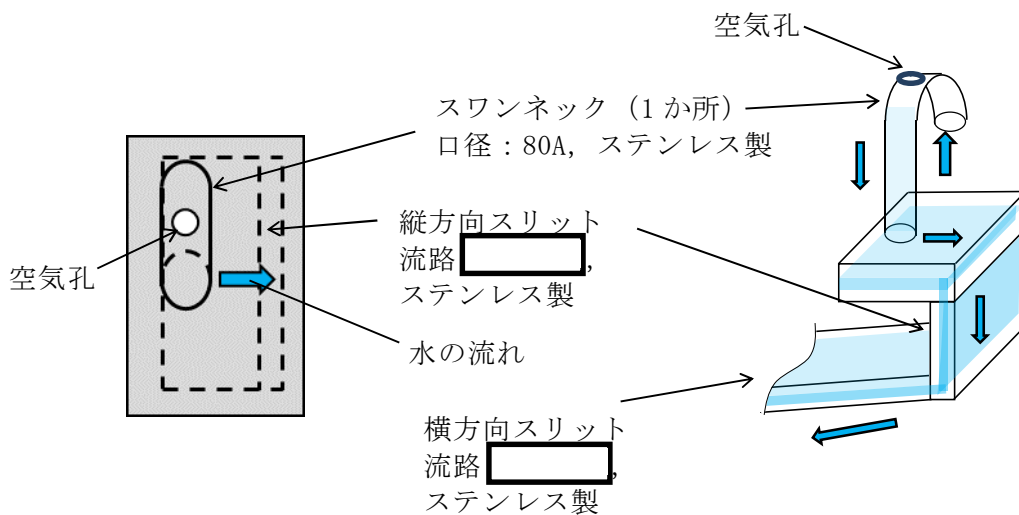 空気孔
スワンネック（1か所）
口径：80A，ステンレス製
縦方向スリット
流路　　　，
ステンレス製
空気孔
水の流れ
横方向スリット
流路　　　，
ステンレス製